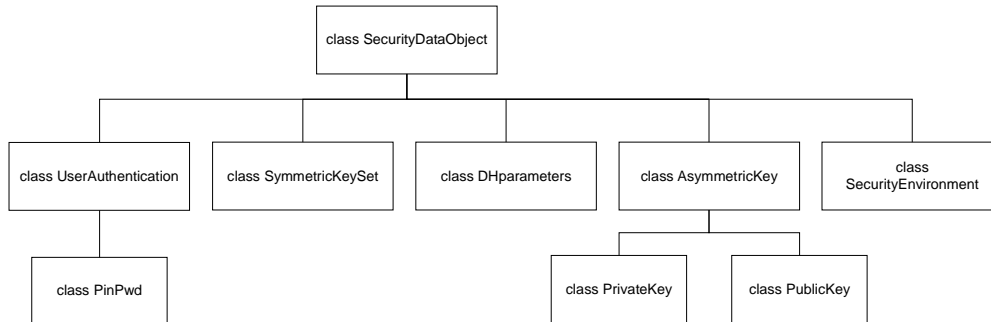 class SecurityDataObject
class UserAuthentication
class SymmetricKeySet
class DHparameters
class AsymmetricKey
class
SecurityEnvironment
class PinPwd
class PrivateKey
class PublicKey